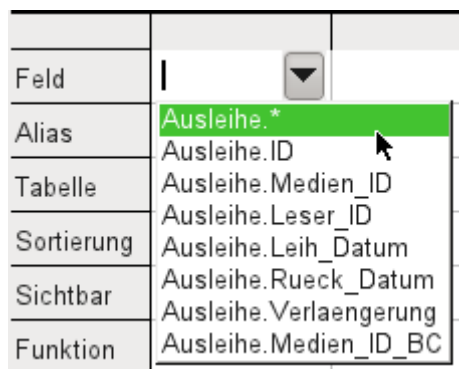 Feld
Alias
Tabelle
Sortierung
Sichtbar
Funktion
Ausleihe.*
Ausleihe.ID
Ausleihe.Medien_ID
Ausleihe.Leser_ID
Ausleihe.Leih_Datum
Ausleihe.Rueck_Datum
Ausleihe.Verlaengerung
Ausleihe.Medien_ID_BC